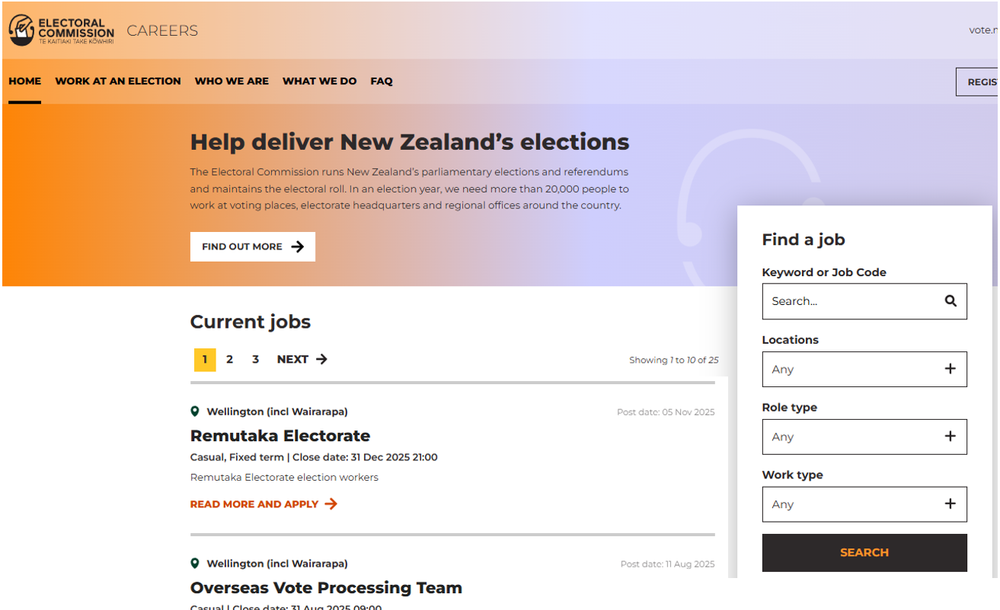 ELECTORAL
COMMISSION
TE KAITIAKI TAKE KŌWHIRI
CAREERS
vote.n
HOME WORK AT AN ELECTION WHO WE ARE WHAT WE DO FAQ
REGIS
Help deliver New Zealand’s elections
The Electoral Commission runs New Zealand’s parliamentary elections and referendums
and maintains the electoral roll. In an election year, we need more than 20,000 people to
work at voting places, electorate headquarters and regional offices around the country.
FIND OUT MORE
Current jobs
1 2 3 NEXT
Showing 1 to 10 of 25
Wellington (incl Wairarapa)
Post date: 05 Nov 2025
Remutaka Electorate
Casual, Fixed term | Close date: 31 Dec 2025 21:00
Remutaka Electorate election workers
READ MORE AND APPLY
Wellington (incl Wairarapa)
Post date: 11 Aug 2025
Overseas Vote Processing Team
Casual | Close date: 31 Aug 2025 09:00
Find a job
Keyword or Job Code
Search...
Locations
Any
Role type
Any
Work type
Any
SEARCH